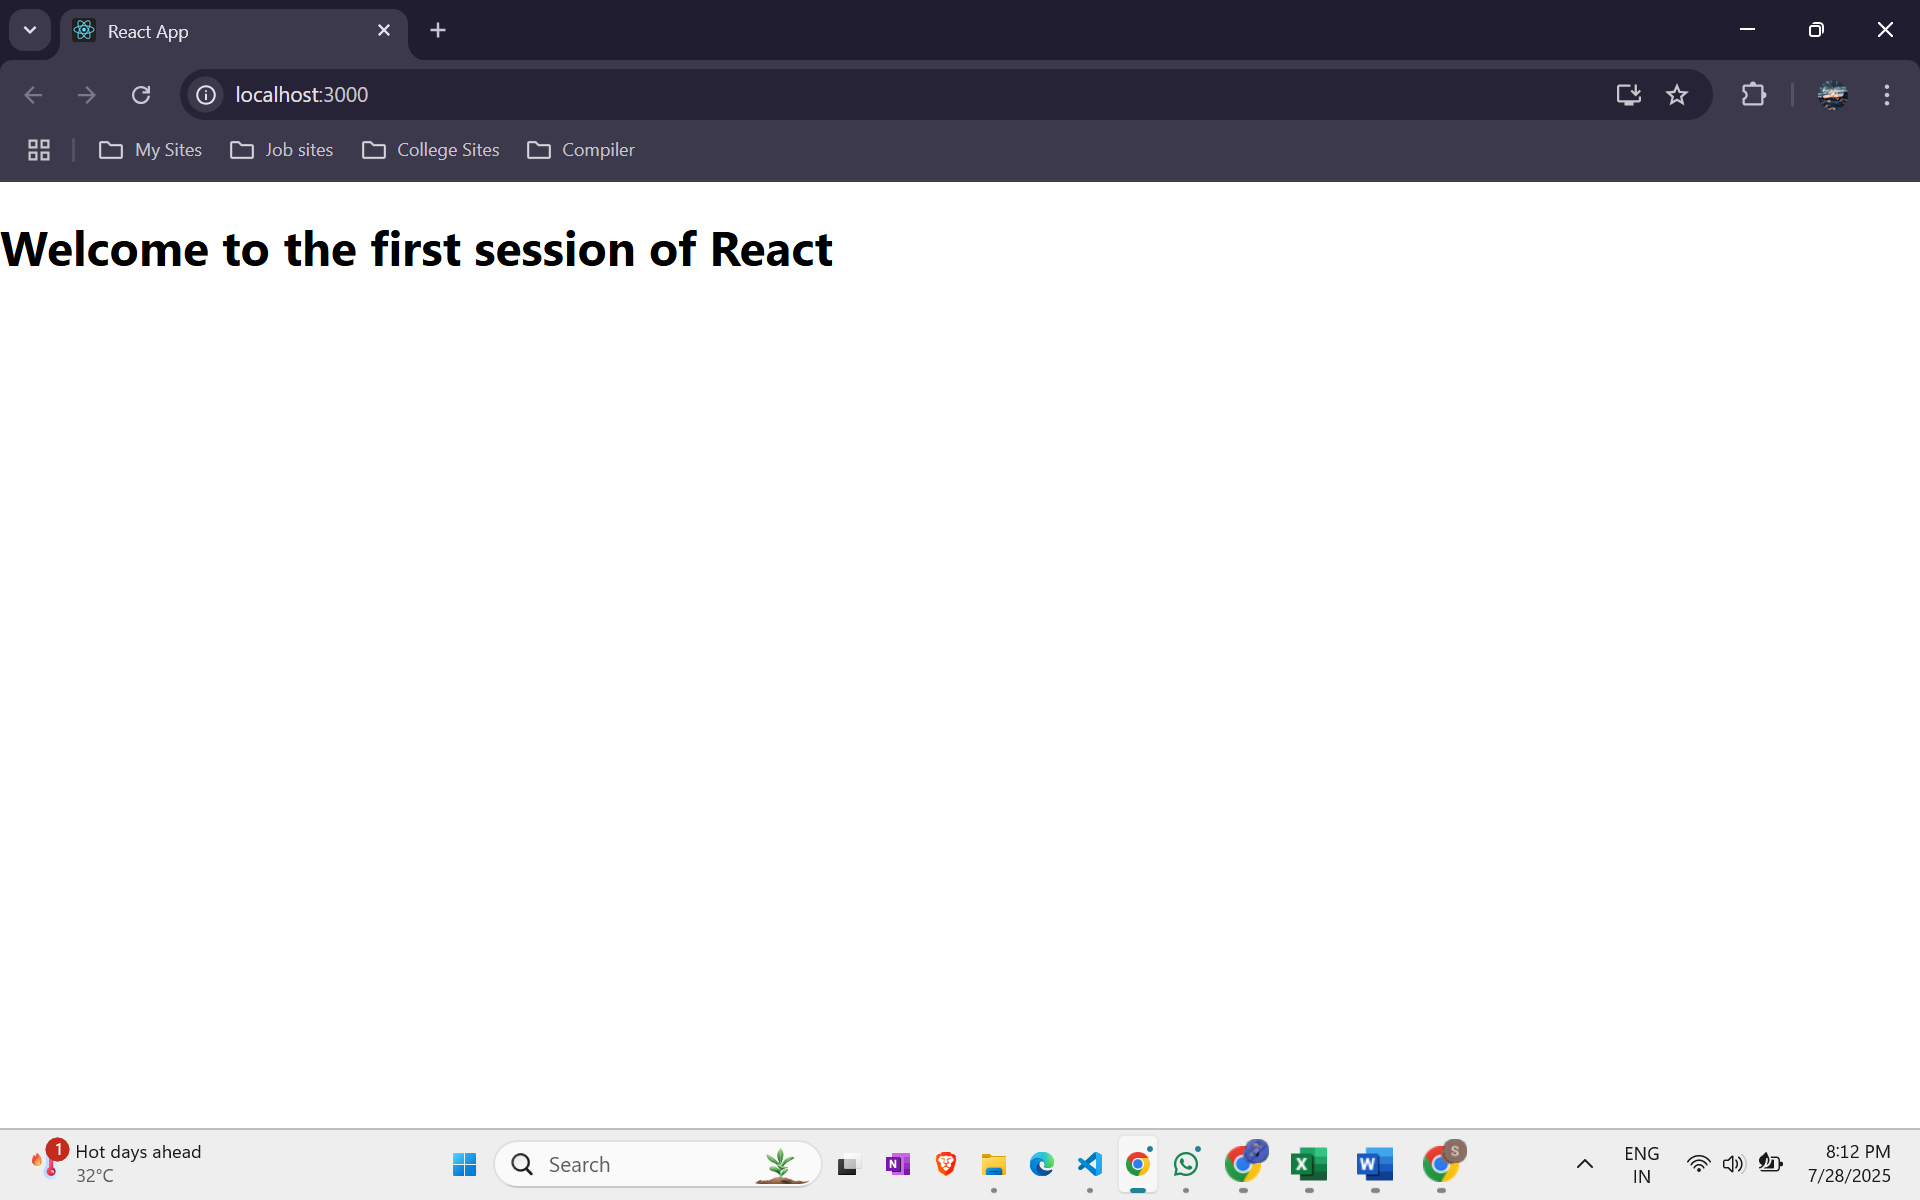 React App
localhost:3000
My Sites
Job sites
College Sites
Compiler
Welcome to the first session of React
1
Hot days ahead
32°C
Search
N
X
W
S
ENG
IN
8:12 PM
7/28/2025